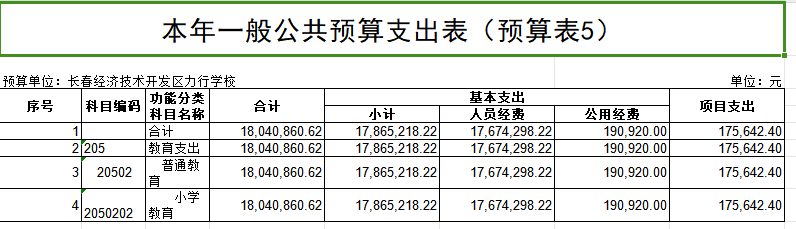 本年一般公共预算支出表（预算表5）
预算单位：长春经济技术开发区力行学校 单位：元
序号 科目编码 功能分类科目名称 合计 基本支出 项目支出
小计 人员经费 公用经费
1 合计 18,040,860.62 17,865,218.22 17,674,298.22 190,920.00 175,642.40
2 205 教育支出 18,040,860.62 17,865,218.22 17,674,298.22 190,920.00 175,642.40
3 20502 普通教育 18,040,860.62 17,865,218.22 17,674,298.22 190,920.00 175,642.40
4 2050202 小学教育 18,040,860.62 17,865,218.22 17,674,298.22 190,920.00 175,642.40